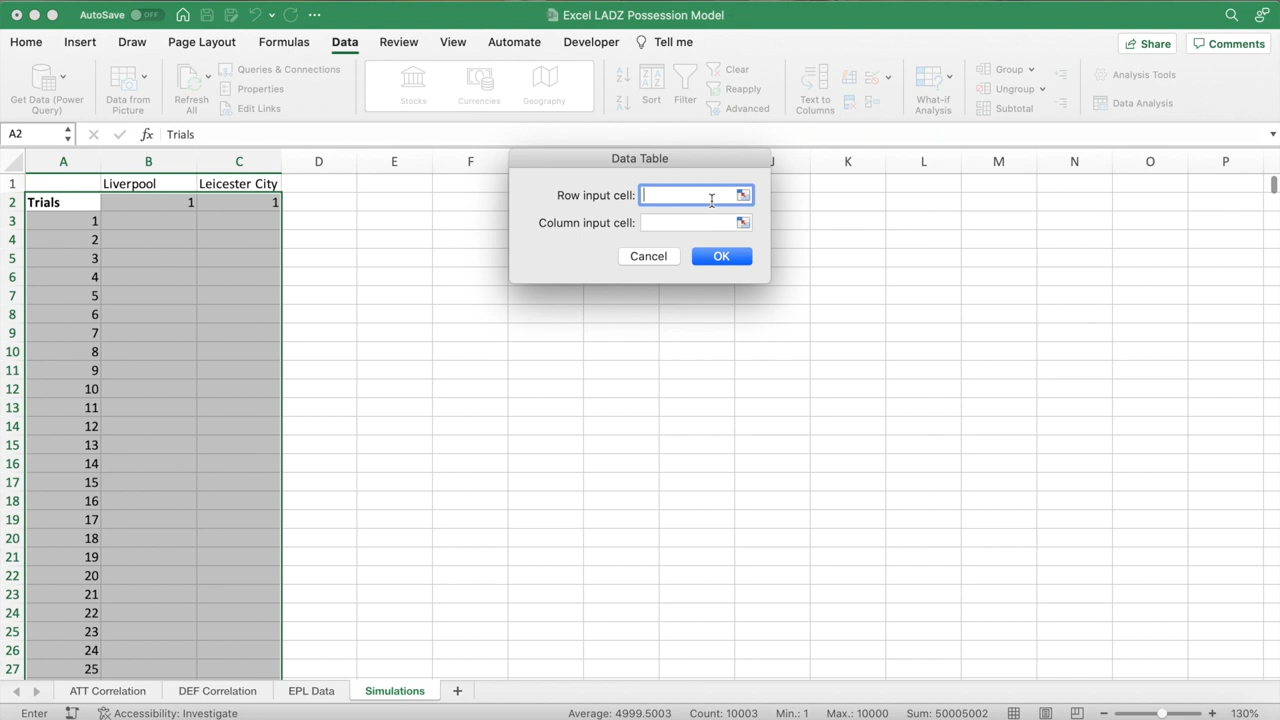 AutoSave OFF Excel LADZ Possession Model
Home Insert Draw Page Layout Formulas Data Review View Automate Developer Tell me Share Comments
Get Data (Power Query) Data from Picture Refresh All Queries & Connections Properties Edit Links Stocks Currencies Geography Sort Filter Clear Reapply Advanced Text to Columns What-if Analysis Group Ungroup Subtotal Analysis Tools Data Analysis
A2 fx Trials
A B C D E F J K L M N O P
Data Table
Row input cell:
Column input cell:
Cancel OK
1 Liverpool Leicester City
2 Trials 1 1
3 1
4 2
5 3
6 4
7 5
8 6
9 7
10 8
11 9
12 10
13 11
14 12
15 13
16 14
17 15
18 16
19 17
20 18
21 19
22 20
23 21
24 22
25 23
26 24
27 25
ATT Correlation DEF Correlation EPL Data Simulations +
Enter Accessibility: Investigate Average: 4999.5003 Count: 10003 Min.: 1 Max.: 10000 Sum: 50005002 130%